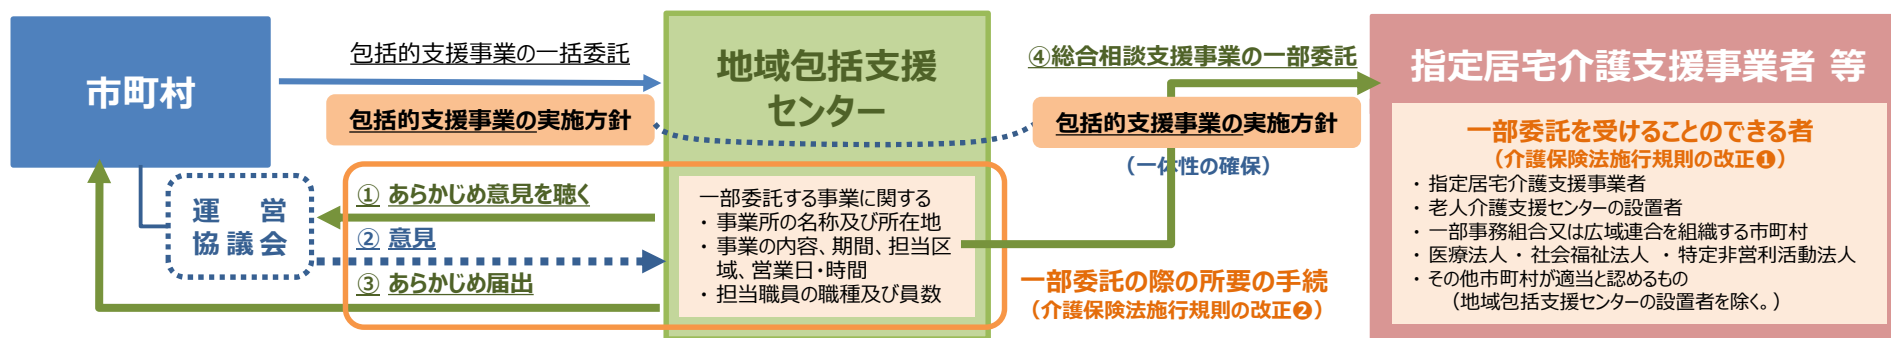 市町村
運　営
協議会
包括的支援事業の一括委託
包括的支援事業の実施方針
① あらかじめ意見を聴く
② 意見
③ あらかじめ届出
地域包括支援
センター
一部委託する事業に関する
・事業所の名称及び所在地
・事業の内容、期間、担当区
域、営業日・時間
・担当職員の職種及び員数
④総合相談支援事業の一部委託
包括的支援事業の実施方針
（一体性の確保）
一部委託の際の所要の手続
（介護保険法施行規則の改正❷）
指定居宅介護支援事業者 等
一部委託を受けることのできる者
（介護保険法施行規則の改正❶）
・指定居宅介護支援事業者
・老人介護支援センターの設置者
・一部事務組合又は広域連合を組織する市町村
・医療法人・社会福祉法人 ・特定非営利活動法人
・その他市町村が適当と認めるもの
（地域包括支援センターの設置者を除く。）